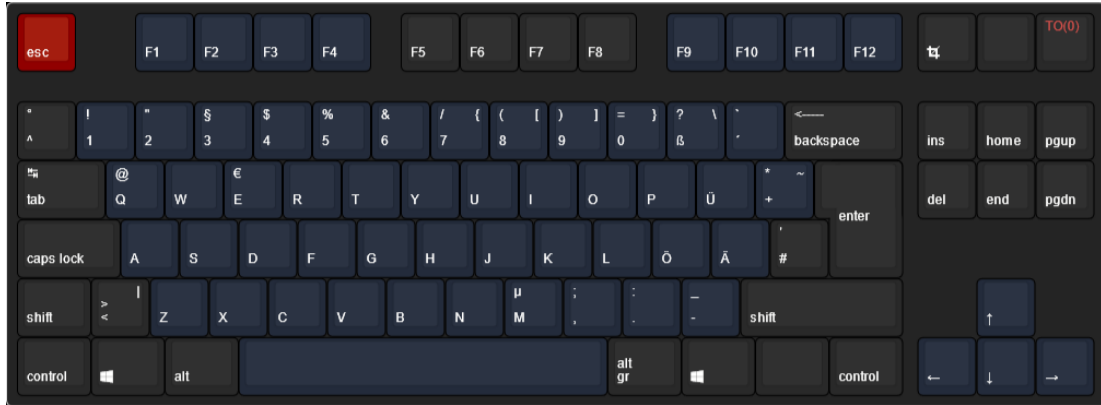 TO(0)
esc F1 F2 F3 F4 F5 F6 F7 F8 F9 F10 F11 F12
° ! " § $ % & / { ( [ ) ] = } ? \ ` <-----
^ 1 2 3 4 5 6 7 8 9 0 ß ´ backspace ins home pgup
@ € * ~
tab Q W E R T Y U I O P Ü + enter del end pgdn
'
caps lock A S D F G H J K L Ö Ä #
> | µ ; : _
shift < Z X C V B N M , . - shift ↑
control alt alt gr control ← ↓ →